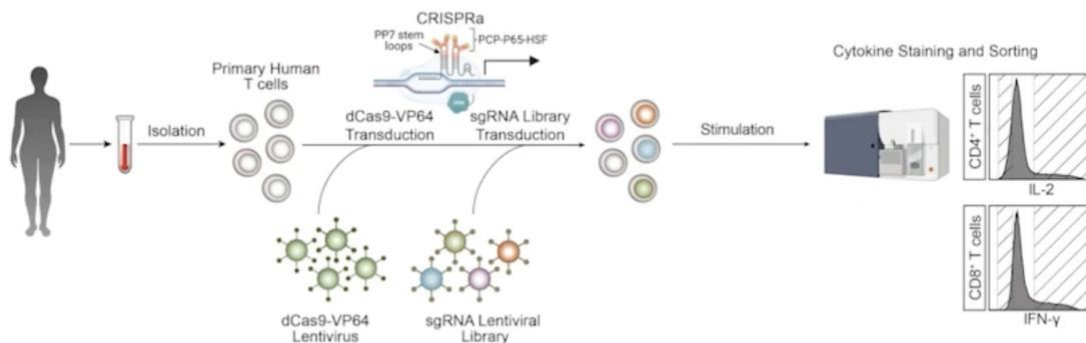 CRISPRa
PP7 stem
loops
PCP-P65-HSF
Primary Human
T cells
Isolation
dCas9-VP64
Transduction
sgRNA Library
Transduction
Stimulation
Cytokine Staining and Sorting
CD4⁺ T cells
IL-2
CD8⁺ T cells
IFN-γ
dCas9-VP64
Lentivirus
sgRNA Lentiviral
Library